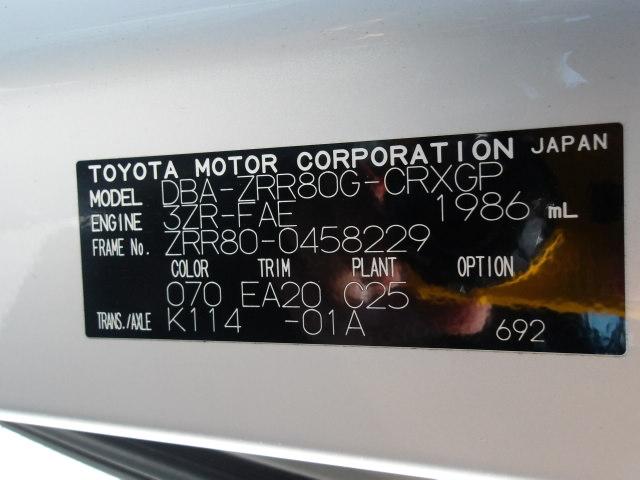 TOYOTA MOTOR CORPORATION JAPAN
MODEL DBA-ZRR80G-CRXGP
ENGINE 3ZR-FAE 1986 mL
FRAME No. ZRR80-0458229
COLOR TRIM PLANT OPTION
070 EA20 C25
TRANS./AXLE K114 -01A 692